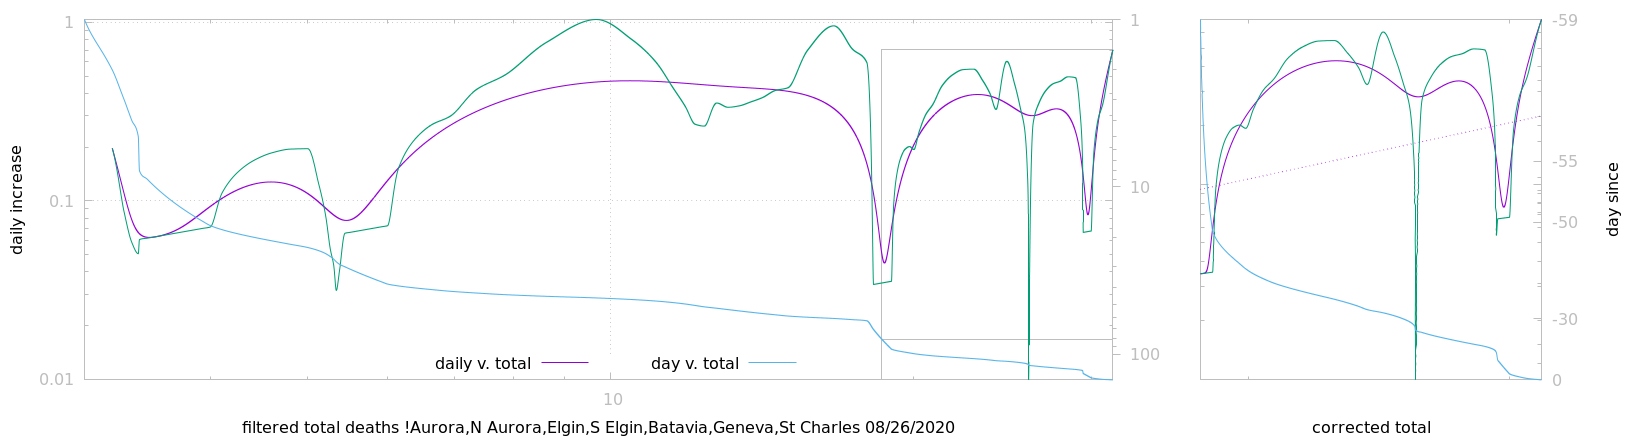 1
0.1
0.01
daily increase
10
daily v. total
day v. total
1
10
100
filtered total deaths !Aurora,N Aurora,Elgin,S Elgin,Batavia,Geneva,St Charles 08/26/2020
-59
-55
-50
-30
0
day since
corrected total